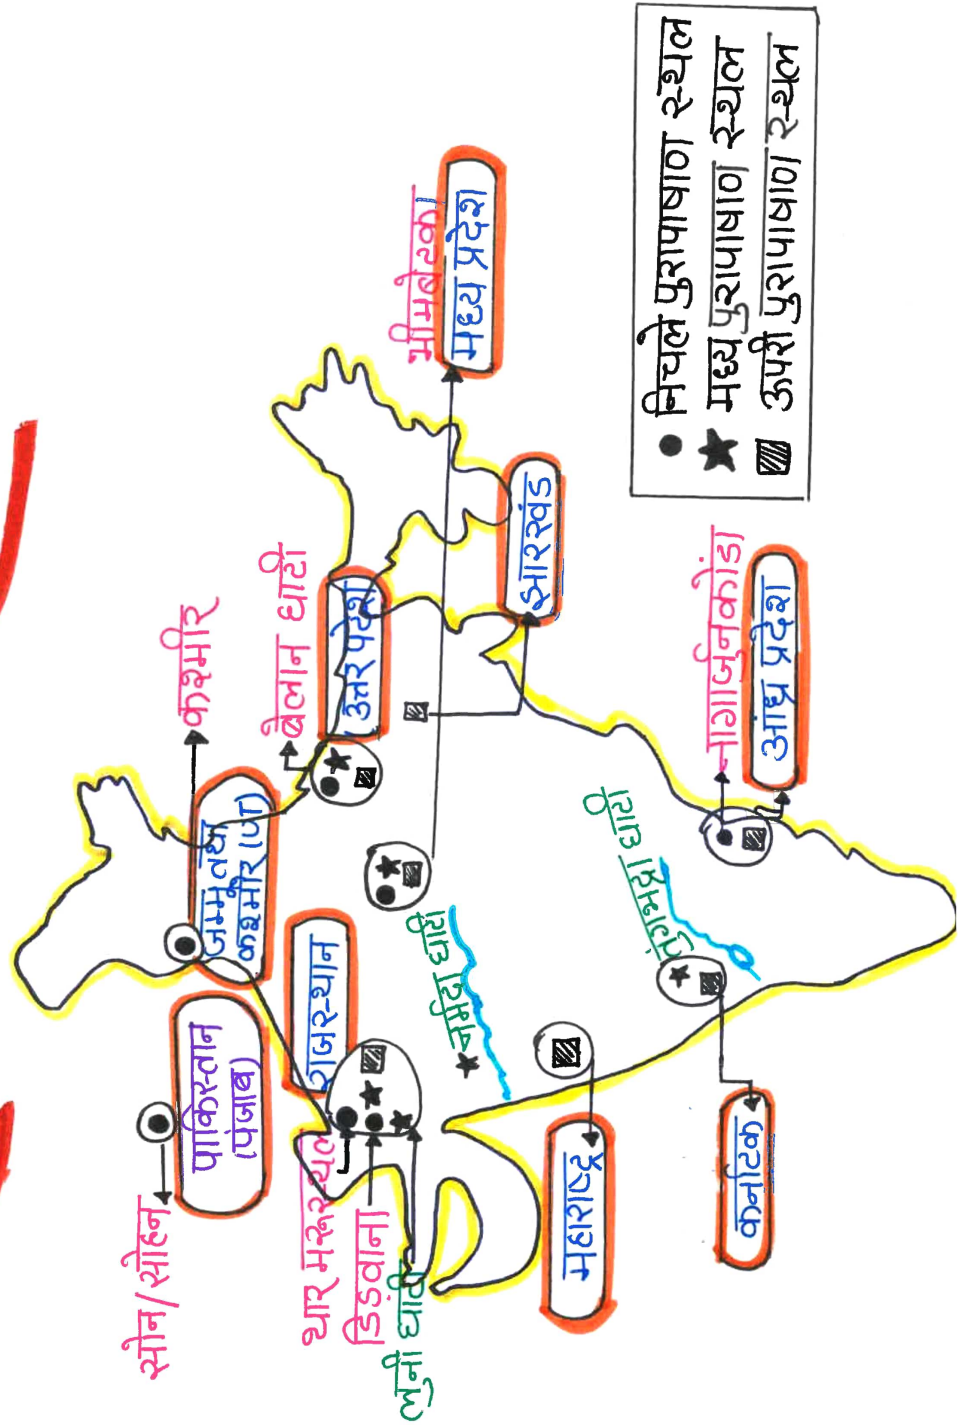 सोन/सोहन
पाकिस्तान
(पंजाब)
कश्मीर
जम्मू तथा
कश्मीर (UT)
बेलान घाटी
राजस्थान
थार मरूस्थल
उत्तर प्रदेश
डिडवाना
लुनी घाटी
भीमबेटका
मध्य प्रदेश
नर्मदा घाटी
झारखंड
महाराष्ट्र
तुंगभद्रा घाटी
नागार्जुनकोंडा
आंध्र प्रदेश
कर्नाटक
निचले पुरापाषाण स्थल
मध्य पुरापाषाण स्थल
ऊपरी पुरापाषाण स्थल